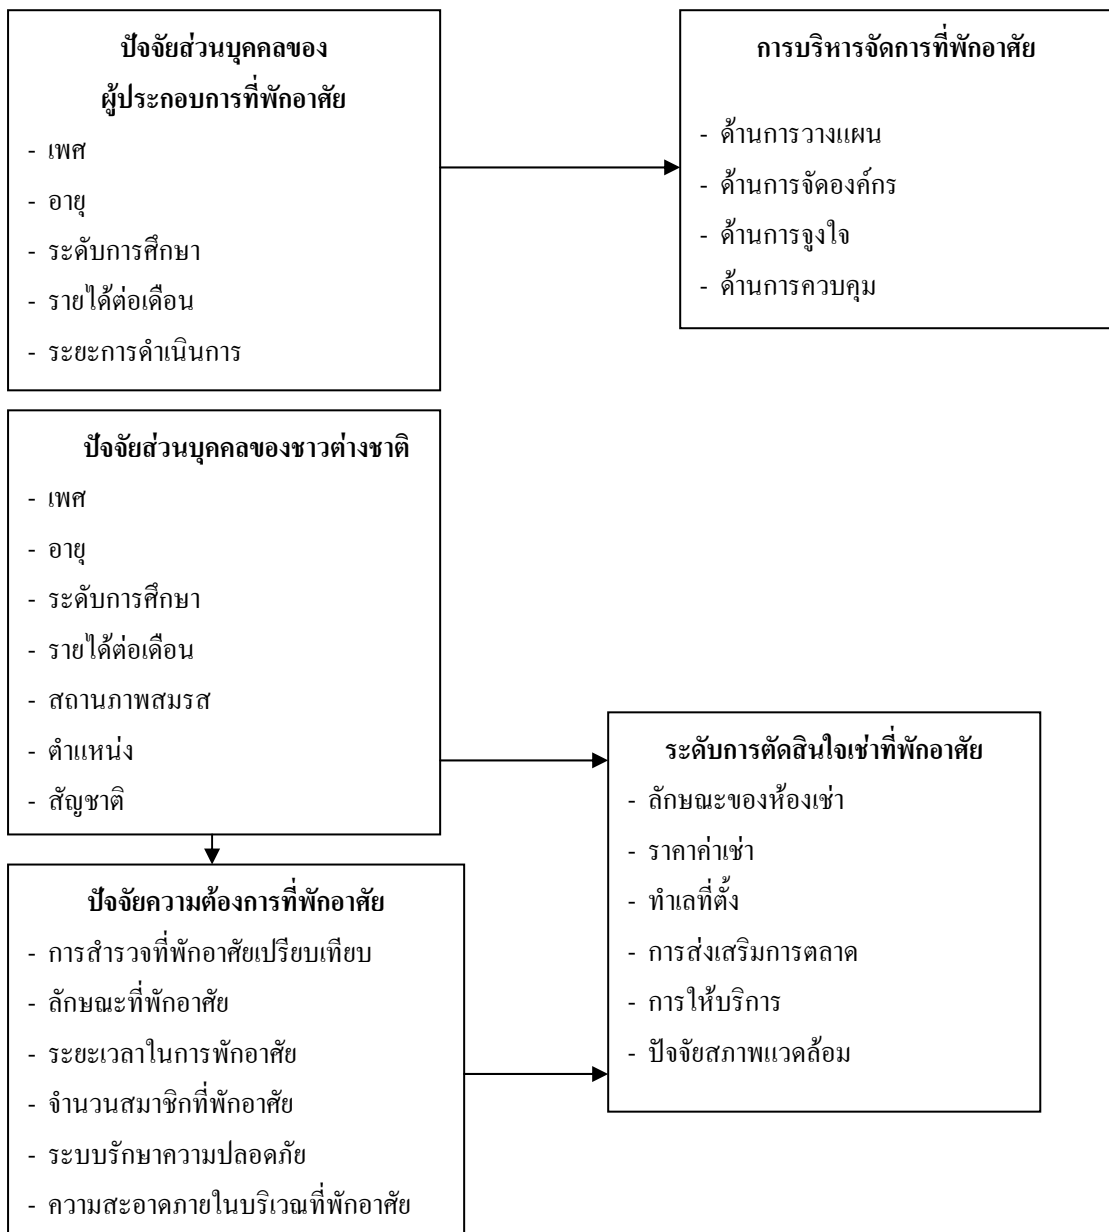 ปัจจัยส่วนบุคคลของ
ผู้ประกอบการที่พักอาศัย
- เพศ
- อายุ
- ระดับการศึกษา
- รายได้ต่อเดือน
- ระยะการดำเนินการ
การบริหารจัดการที่พักอาศัย
- ด้านการวางแผน
- ด้านการจัดองค์กร
- ด้านการจูงใจ
- ด้านการควบคุม
ปัจจัยส่วนบุคคลของชาวต่างชาติ
- เพศ
- อายุ
- ระดับการศึกษา
- รายได้ต่อเดือน
- สถานภาพสมรส
- ตำแหน่ง
- สัญชาติ
ปัจจัยความต้องการที่พักอาศัย
- การสำรวจที่พักอาศัยเปรียบเทียบ
- ลักษณะที่พักอาศัย
- ระยะเวลาในการพักอาศัย
- จำนวนสมาชิกที่พักอาศัย
- ระบบรักษาความปลอดภัย
- ความสะอาดภายในบริเวณที่พักอาศัย
ระดับการตัดสินใจเช่าที่พักอาศัย
- ลักษณะของห้องเช่า
- ราคาค่าเช่า
- ทำเลที่ตั้ง
- การส่งเสริมการตลาด
- การให้บริการ
- ปัจจัยสภาพแวดล้อม